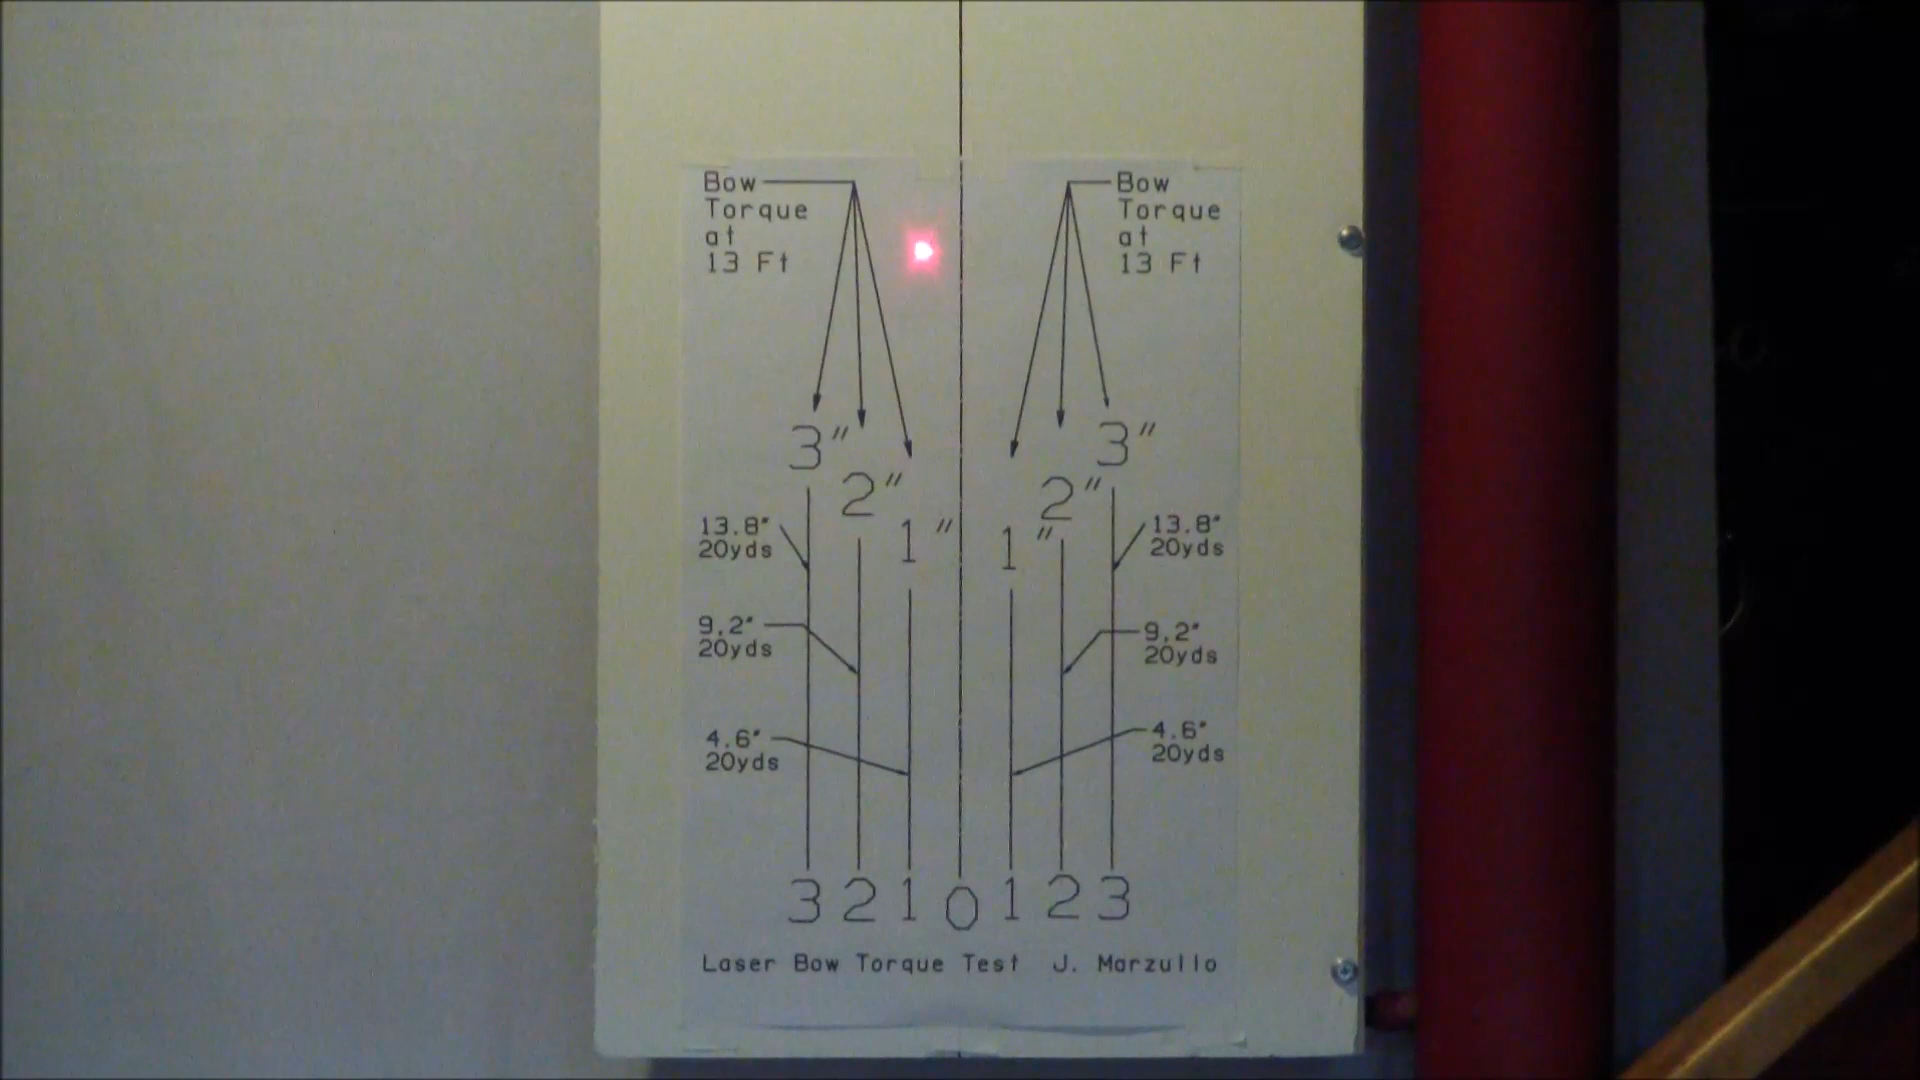 Bow
Torque
at
13 Ft
Bow
Torque
at
13 Ft
3" 3"
2" 2"
1" 1"
13.8"
20yds
13.8"
20yds
9.2"
20yds
9.2"
20yds
4.6"
20yds
4.6"
20yds
3 2 1 0 1 2 3
Laser Bow Torque Test J. Marzullo